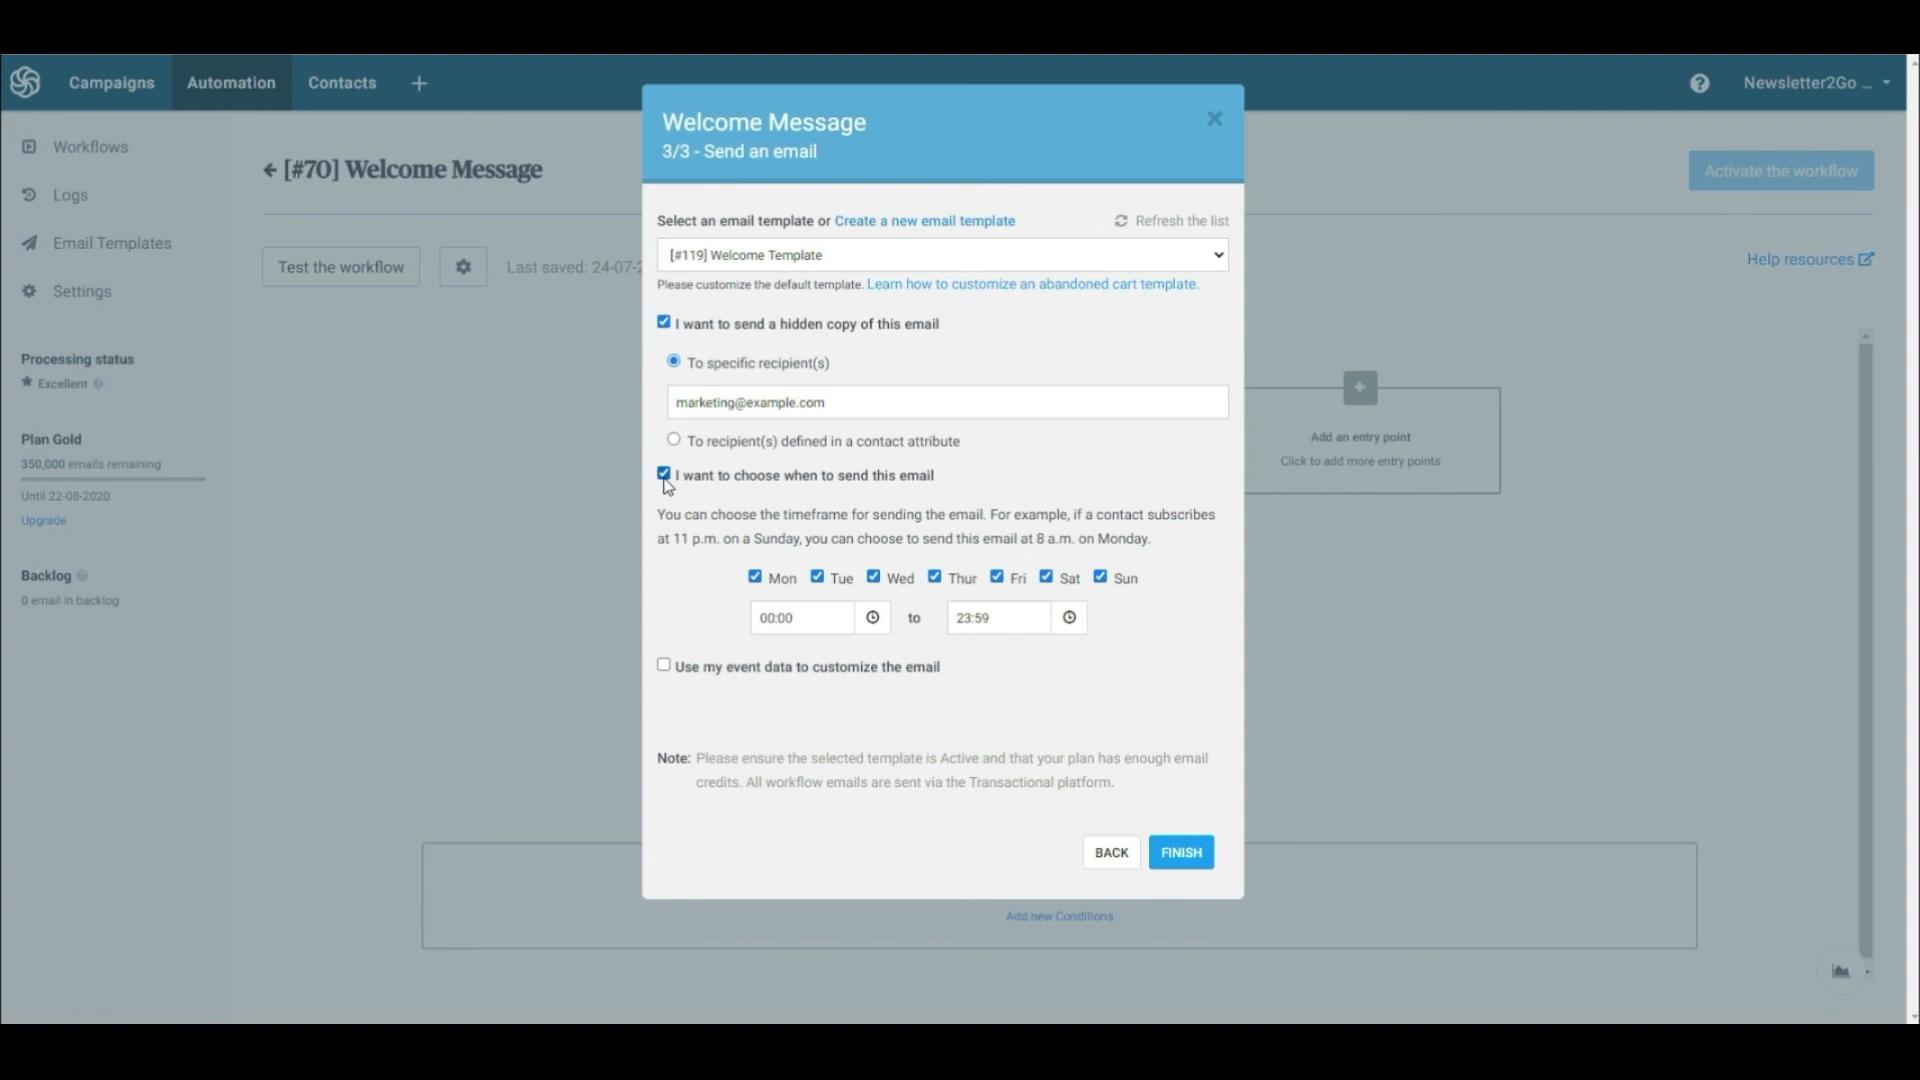 Campaigns
Automation
Contacts
Newsletter2Go ...
Workflows
Logs
Email Templates
Settings
Processing status
Excellent
Plan Gold
350,000 emails remaining
Until 22-08-2020
Upgrade
Backlog
0 email in backlog
[#70] Welcome Message
Activate the workflow
Test the workflow
Last saved: 24-07-2
Help resources
Welcome Message
3/3 - Send an email
Select an email template or Create a new email template
Refresh the list
[#119] Welcome Template
Please customize the default template. Learn how to customize an abandoned cart template.
I want to send a hidden copy of this email
To specific recipient(s)
marketing@example.com
To recipient(s) defined in a contact attribute
I want to choose when to send this email
You can choose the timeframe for sending the email. For example, if a contact subscribes
at 11 p.m. on a Sunday, you can choose to send this email at 8 a.m. on Monday.
Mon Tue Wed Thur Fri Sat Sun
00:00 to 23:59
Use my event data to customize the email
Note: Please ensure the selected template is Active and that your plan has enough email
credits. All workflow emails are sent via the Transactional platform.
BACK
FINISH
Add an entry point
Click to add more entry points
Add new Conditions